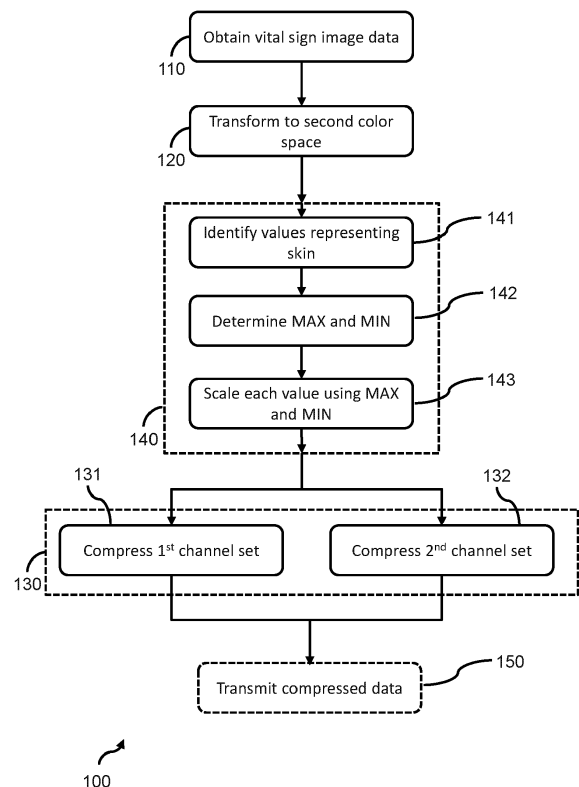 Obtain vital sign image data
110
Transform to second color
space
120
141
Identify values representing
skin
142
Determine MAX and MIN
143
Scale each value using MAX
and MIN
140
131
132
Compress 1st channel set
Compress 2nd channel set
130
150
Transmit compressed data
100